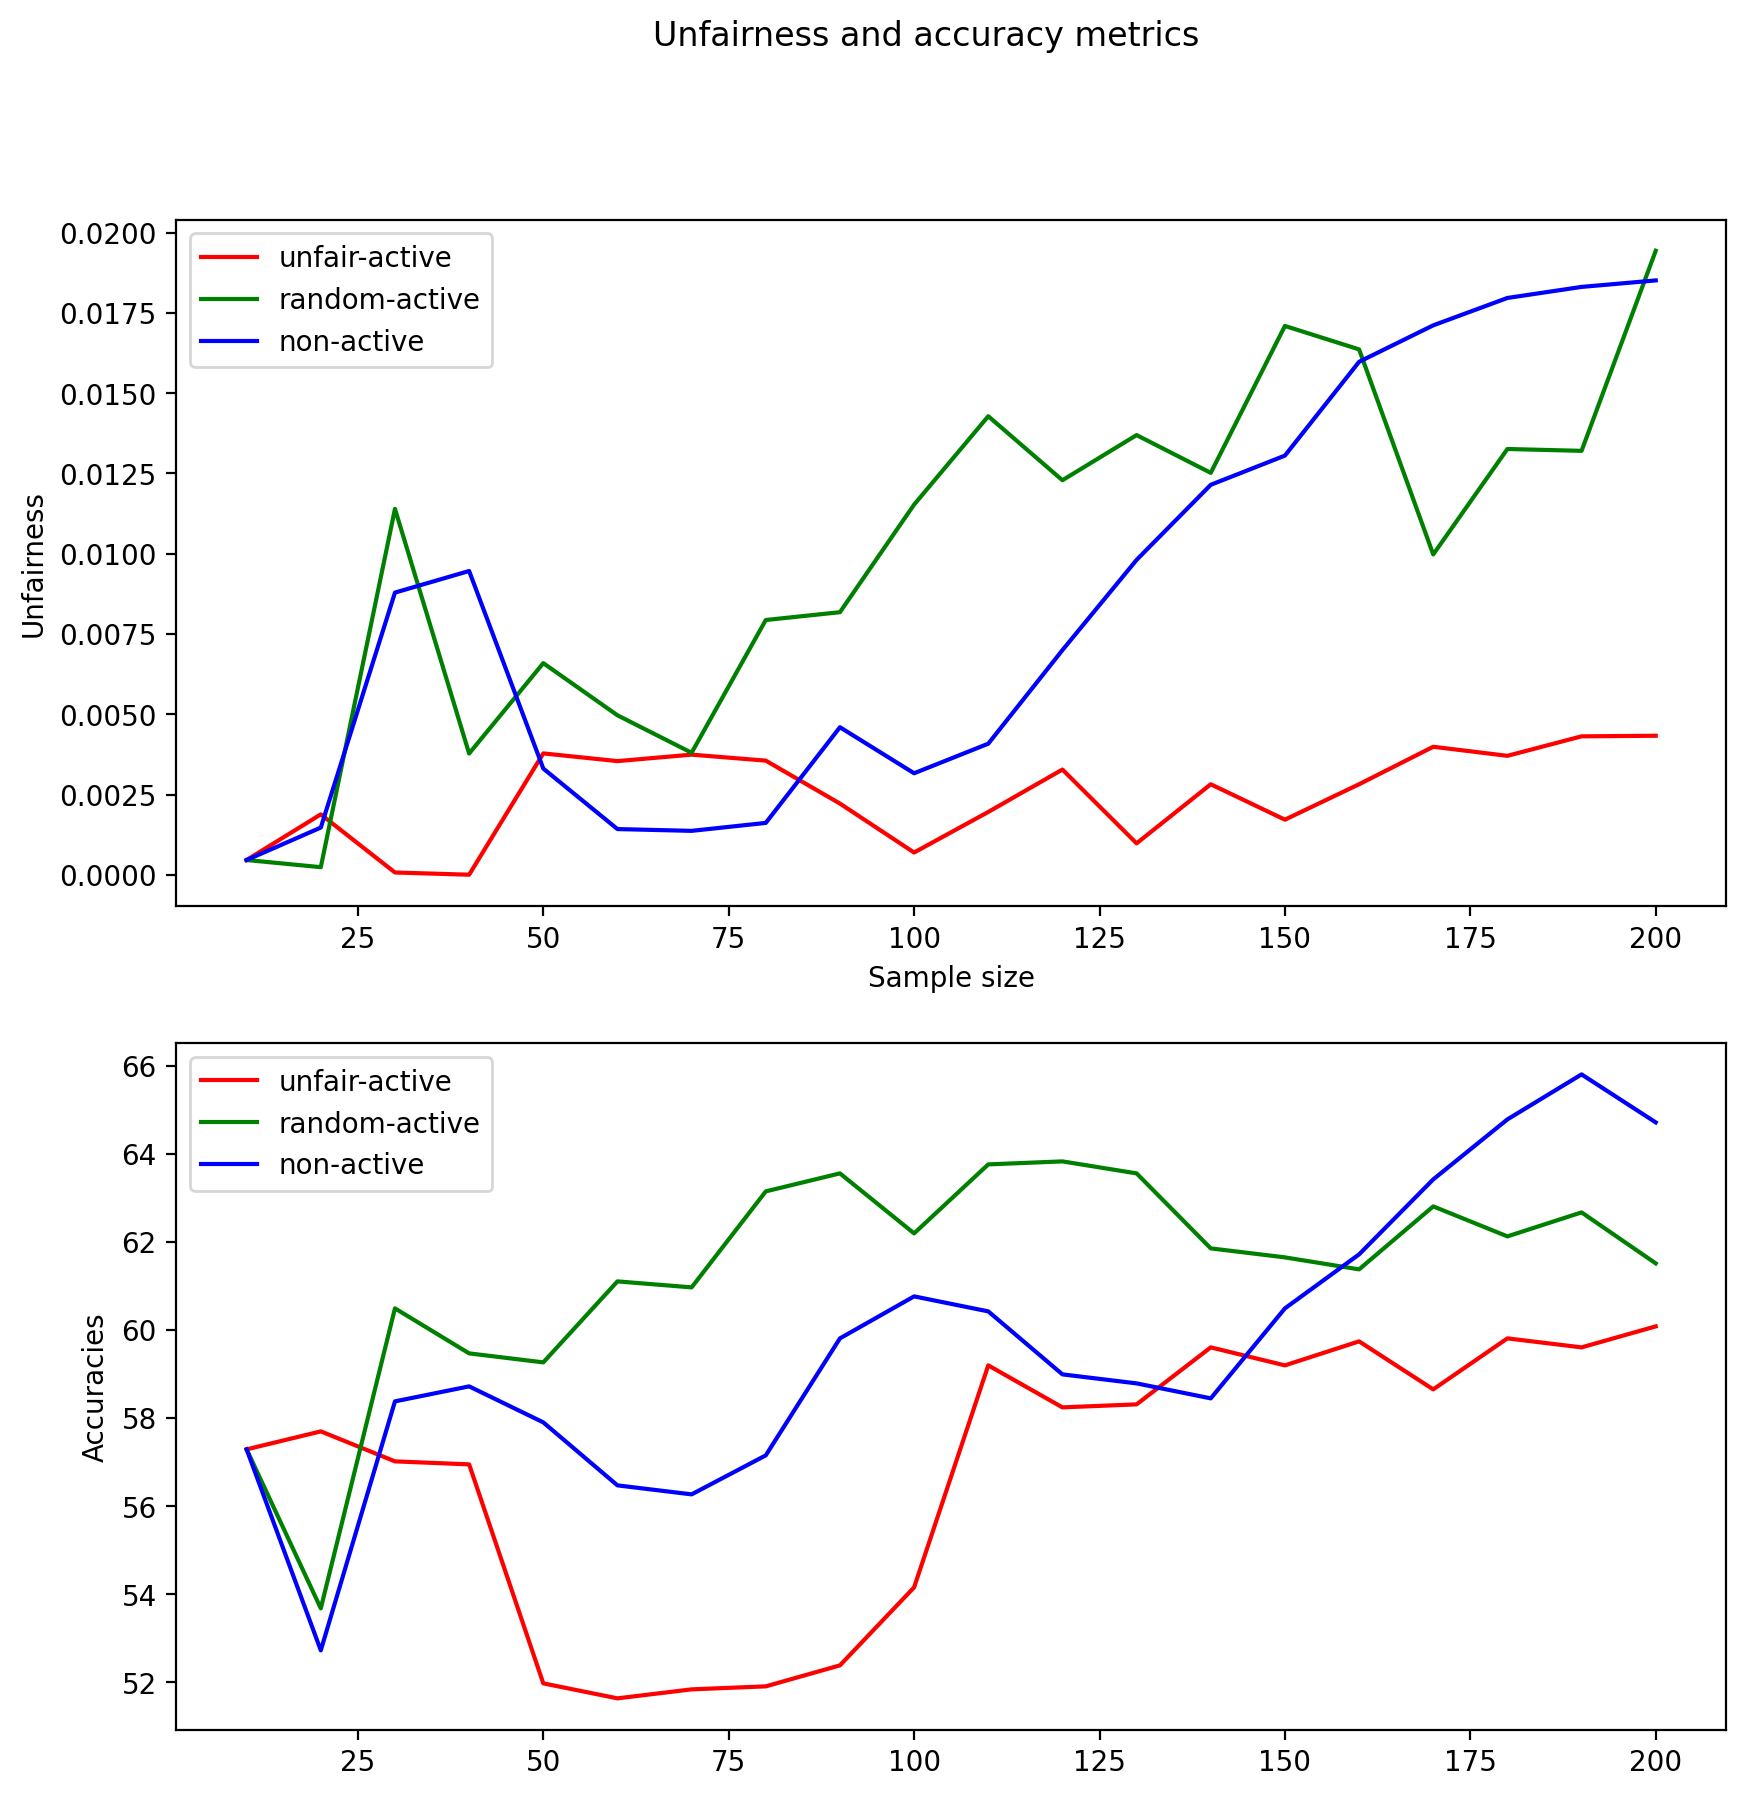 Unfairness and accuracy metrics
0.0200
0.0175
0.0150
0.0125
0.0100
0.0075
0.0050
0.0025
0.0000
Unfairness
unfair-active
random-active
non-active
25 50 75 100 125 150 175 200
Sample size
66
64
62
60
58
56
54
52
Accuracies
unfair-active
random-active
non-active
25 50 75 100 125 150 175 200